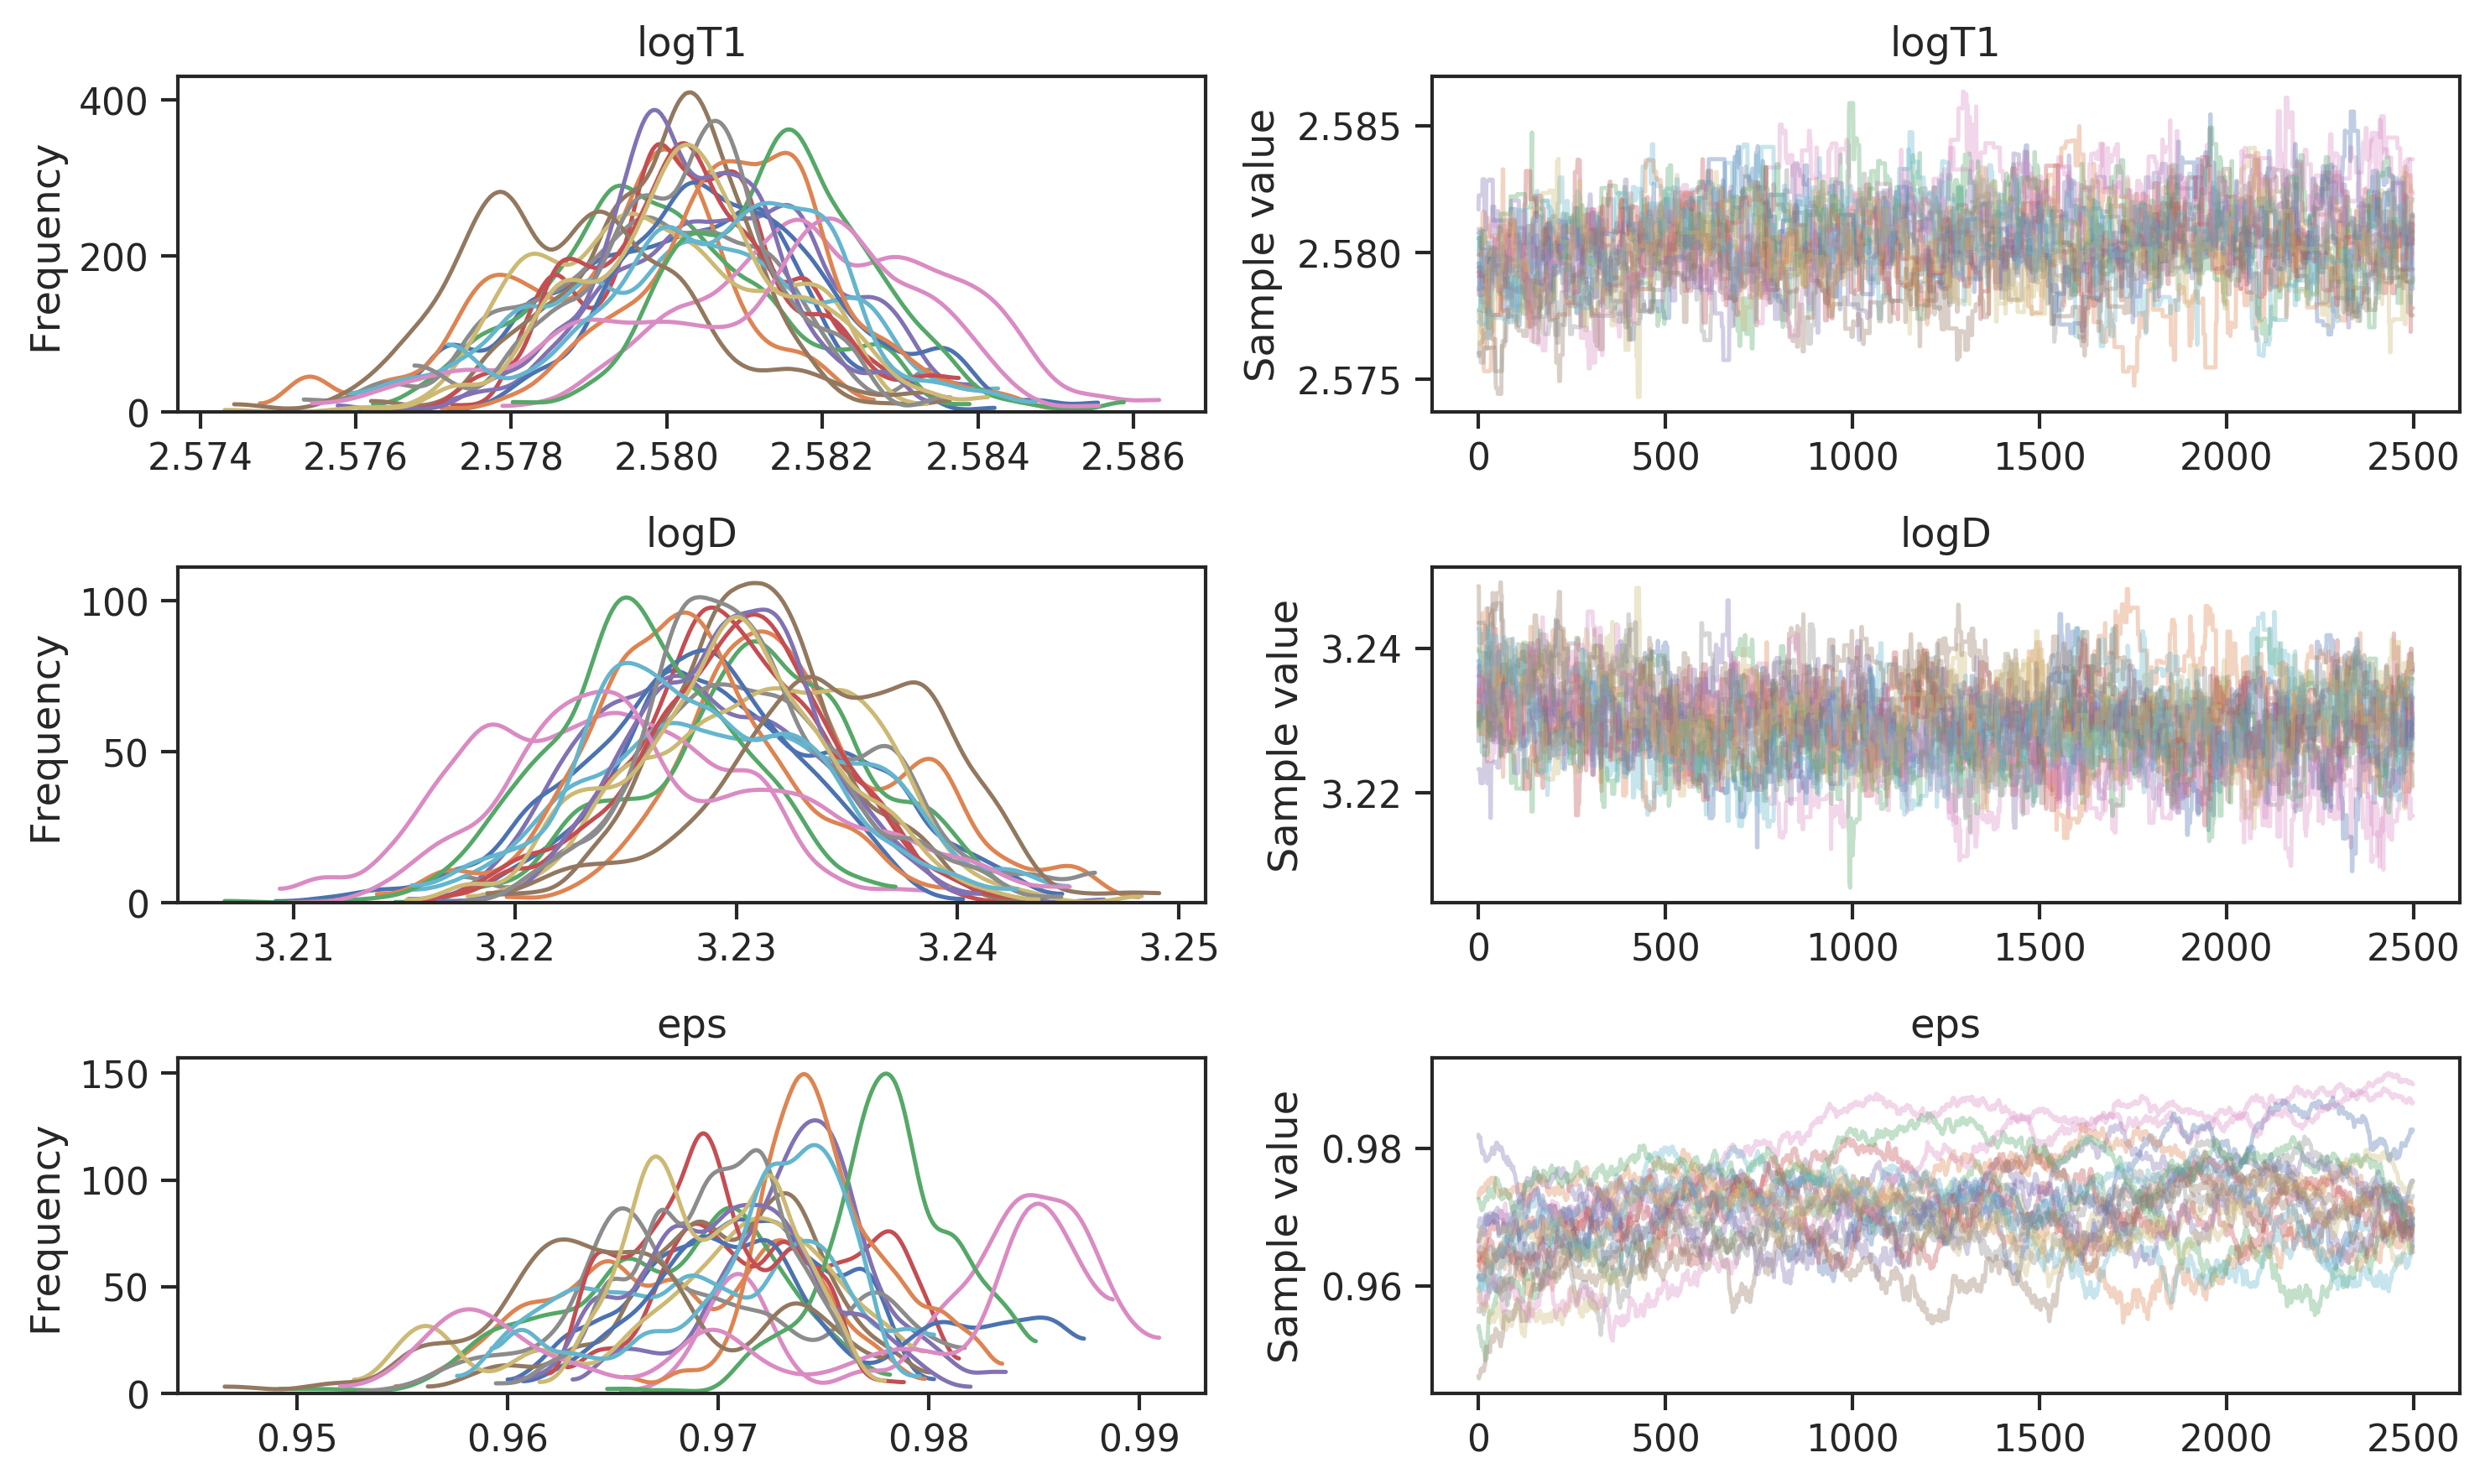 logT1
logT1
Frequency
400
200
0
2.574 2.576 2.578 2.580 2.582 2.584 2.586
Sample value
2.585
2.580
2.575
0 500 1000 1500 2000 2500
logD
logD
Frequency
100
50
0
3.21 3.22 3.23 3.24 3.25
Sample value
3.24
3.22
0 500 1000 1500 2000 2500
eps
eps
Frequency
150
100
50
0
0.95 0.96 0.97 0.98 0.99
Sample value
0.98
0.96
0 500 1000 1500 2000 2500